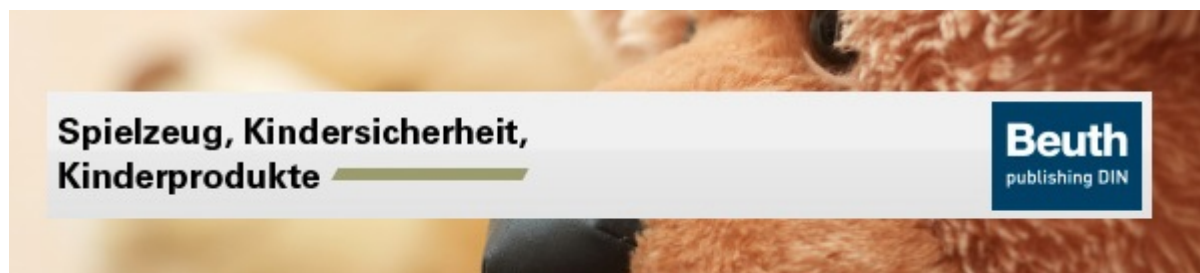 Spielzeug, Kindersicherheit,
Kinderprodukte
Beuth
publishing DIN